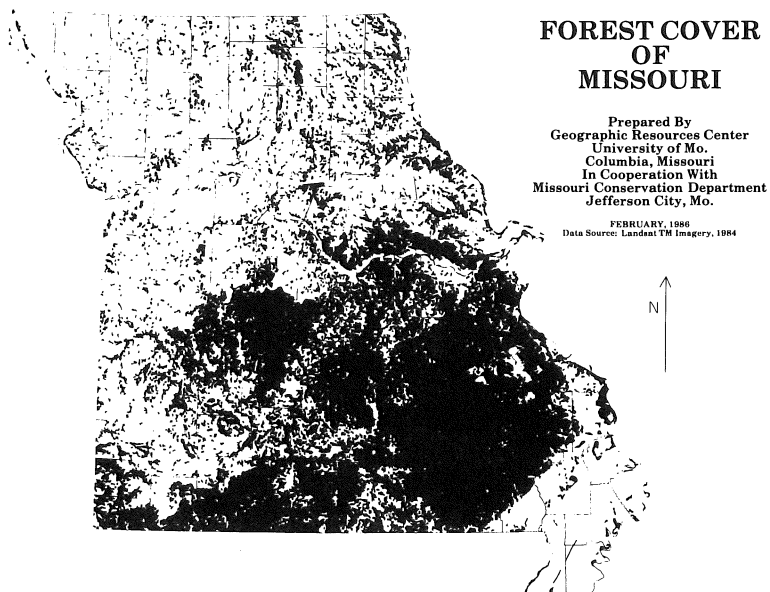 FOREST COVER
OF
MISSOURI
Prepared By
Geographic Resources Center
University of Mo.
Columbia, Missouri
In Cooperation With
Missouri Conservation Department
Jefferson City, Mo.
FEBRUARY, 1986
Data Source: Landsat TM Imagery, 1984
N